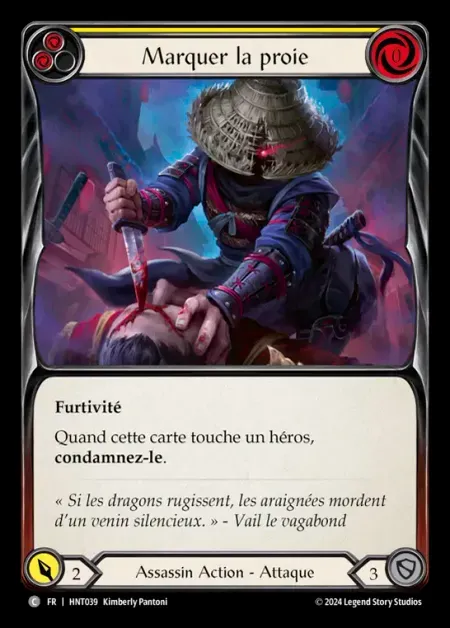 Marquer la proie
0
Furtivité
Quand cette carte touche un héros,
condamnez-le.
« Si les dragons rugissent, les araignées mordent
d'un venin silencieux. » - Vail le vagabond
2
Assassin Action - Attaque
3
C FR | HNT039 Kimberly Pantoni
© 2024 Legend Story Studios